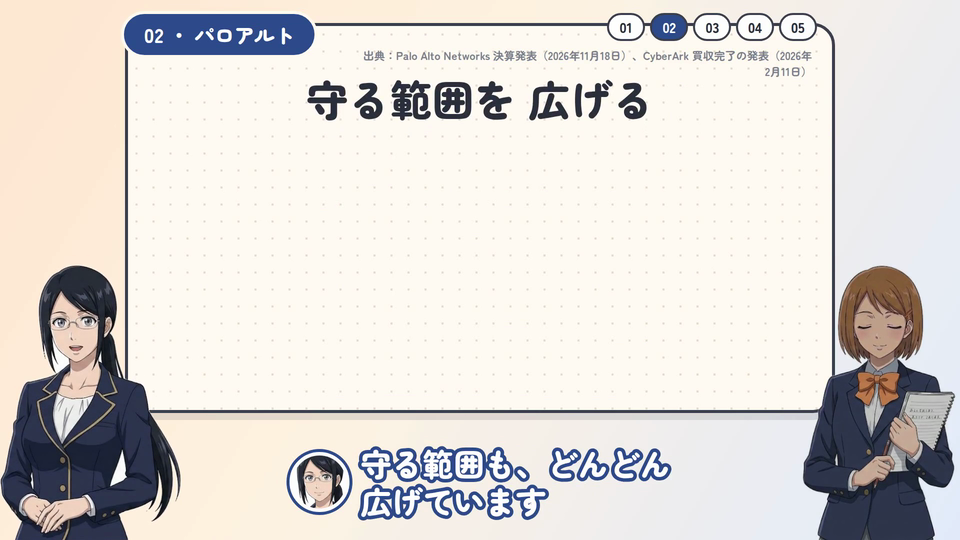 02 ・ パロアルト
01 02 03 04 05
出典：Palo Alto Networks 決算発表（2026年11月18日）、CyberArk 買収完了の発表（2026年
2月11日）
守る範囲を 広げる
守る範囲も、どんどん
広げています